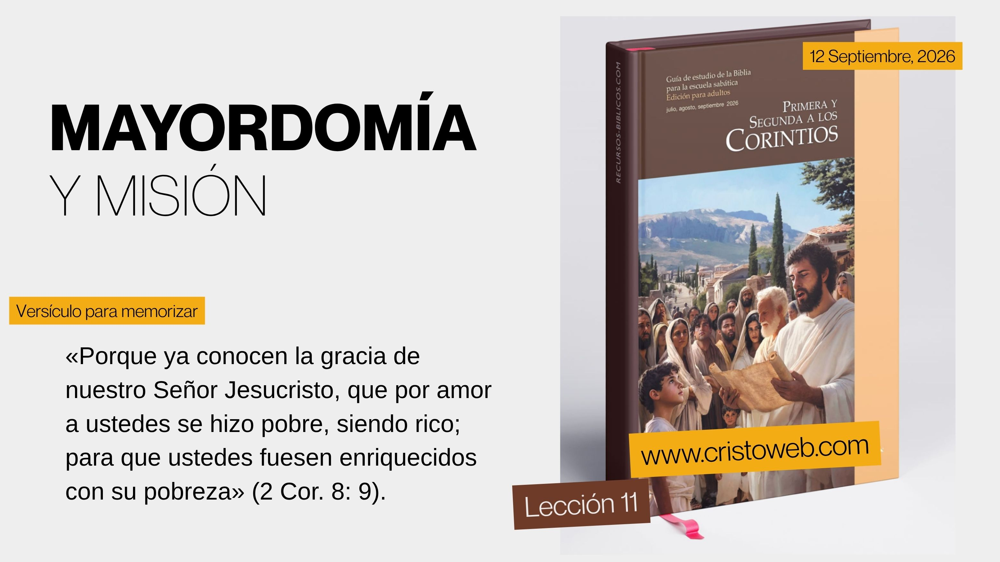 12 Septiembre, 2026
MAYORDOMÍA
Y MISIÓN
Versículo para memorizar
«Porque ya conocen la gracia de
nuestro Señor Jesucristo, que por amor
a ustedes se hizo pobre, siendo rico;
para que ustedes fuesen enriquecidos
con su pobreza» (2 Cor. 8: 9).
RECURSOS-BIBLICOS.COM
Guía de estudio de la Biblia
para la escuela sabática
Edición para adultos
julio, agosto, septiembre 2026
PRIMERA Y
SEGUNDA A LOS
CORINTIOS
www.cristoweb.com
Lección 11